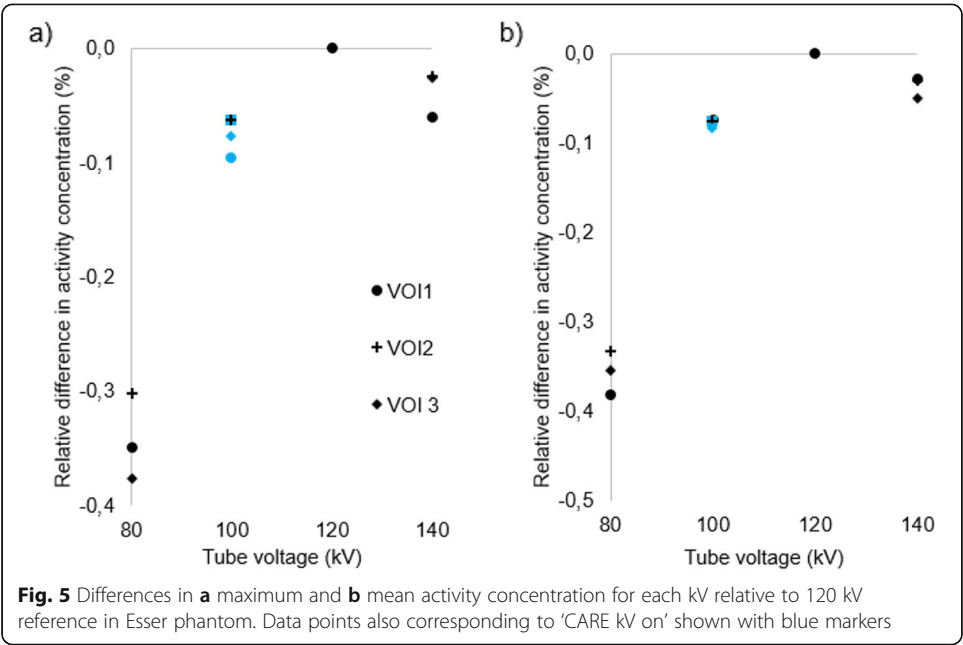 a)
Relative difference in activity concentration (%)
0,0
-0,1
-0,2
-0,3
-0,4
80 100 120 140
Tube voltage (kV)
VOI1
VOI2
VOI 3
b)
Relative difference in activity concentration (%)
0,0
-0,1
-0,2
-0,3
-0,4
-0,5
80 100 120 140
Tube voltage (kV)
Fig. 5 Differences in a maximum and b mean activity concentration for each kV relative to 120 kV
reference in Esser phantom. Data points also corresponding to ‘CARE kV on’ shown with blue markers